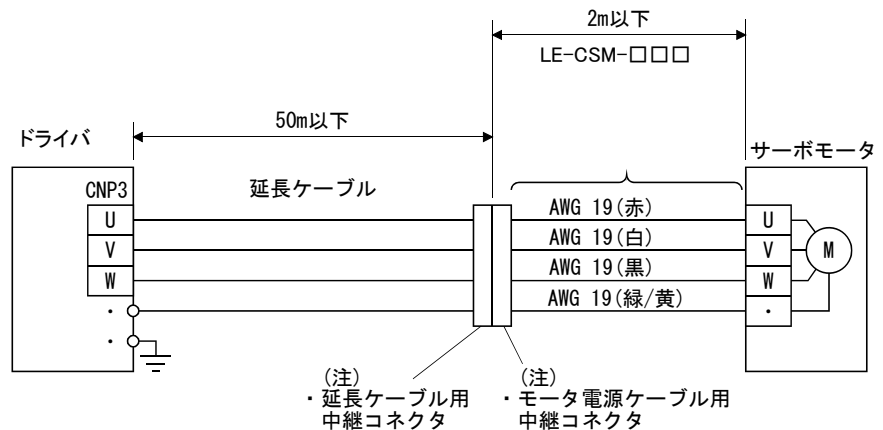 2m以下
LE-CSM-□□□
50m以下
ドライバ
サーボモータ
CNP3
延長ケーブル
U
AWG 19(赤)
U
V
AWG 19(白)
V
M
W
AWG 19(黒)
W
・
AWG 19(緑/黄)
・
・
(注)
・延長ケーブル用
中継コネクタ
(注)
・モータ電源ケーブル用
中継コネクタ